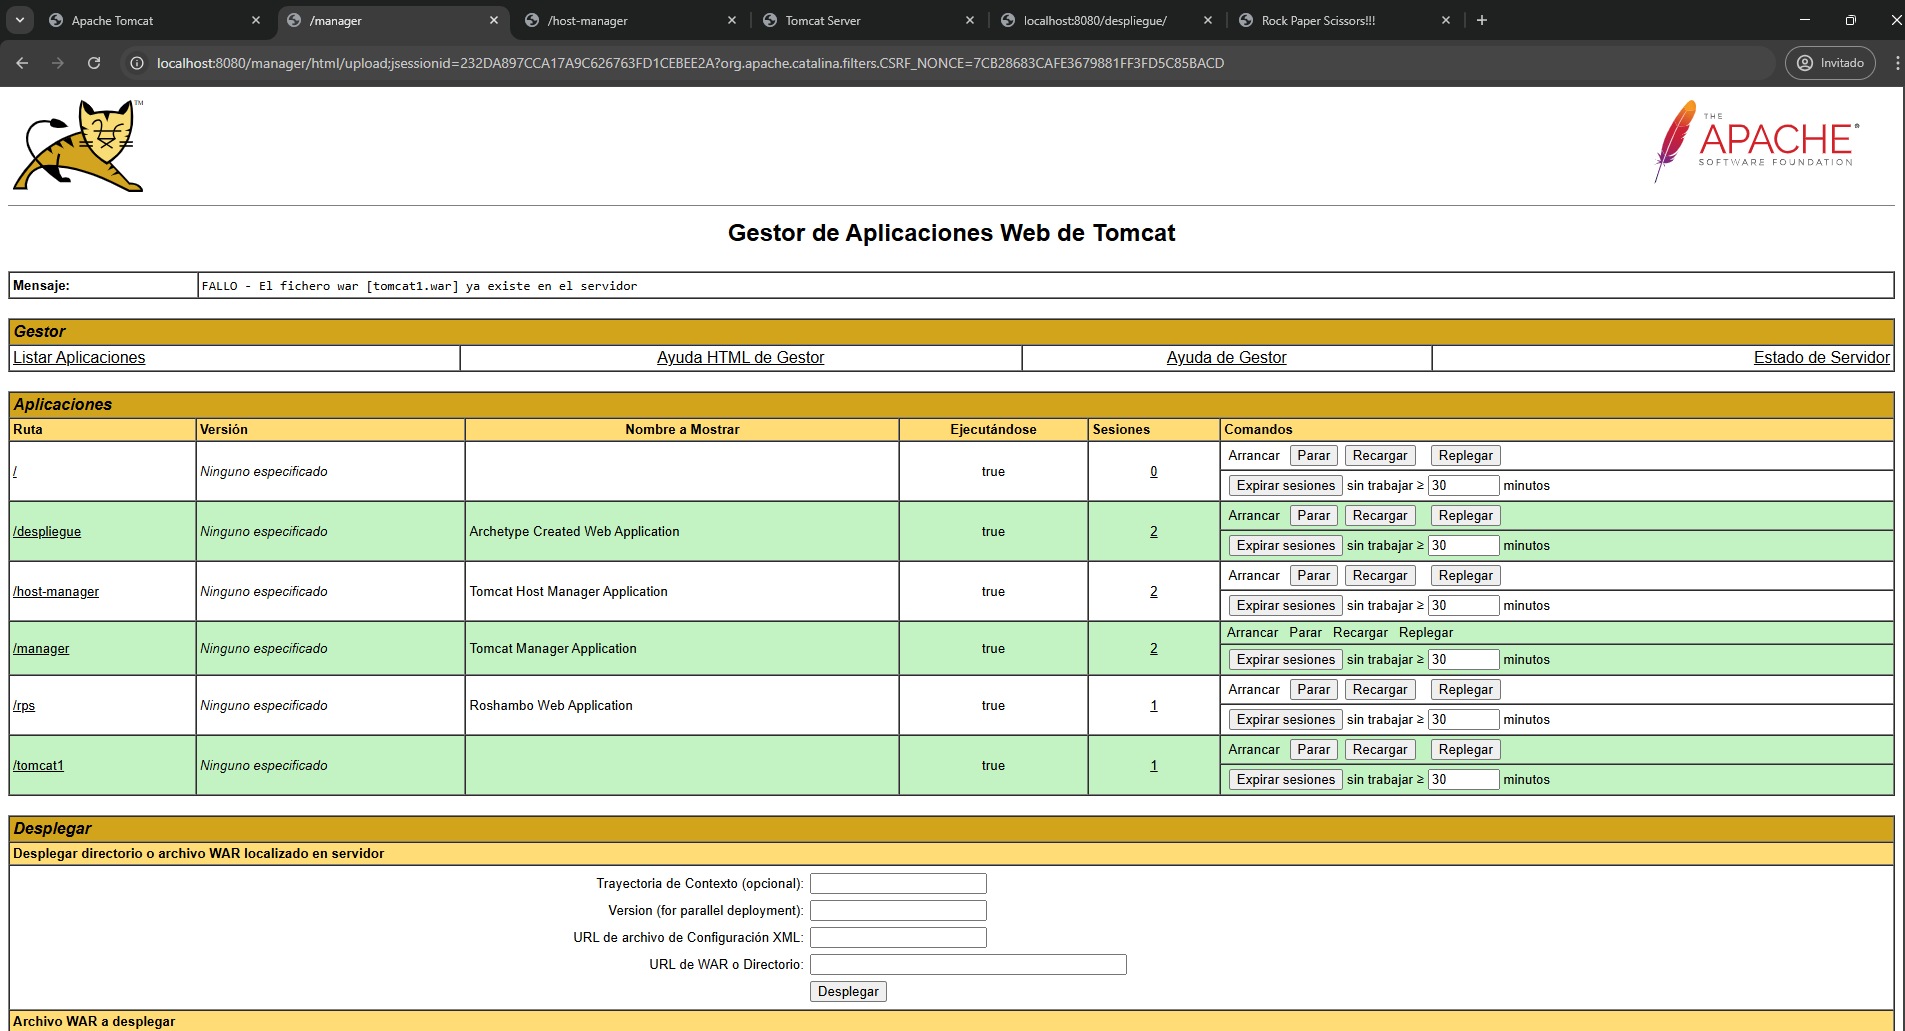 Apache Tomcat
/manager
/host-manager
Tomcat Server
localhost:8080/despliegue/
Rock Paper Scissors!!!
localhost:8080/manager/html/upload;jsessionid=232DA897CCA17A9C626763FD1CEBEE2A?org.apache.catalina.filters.CSRF_NONCE=7CB28683CAFE3679881FF3FD5C85BACD
Invitado
TM
THE
APACHE®
SOFTWARE FOUNDATION
Gestor de Aplicaciones Web de Tomcat
Mensaje: FALLO - El fichero war [tomcat1.war] ya existe en el servidor
Gestor
Listar Aplicaciones Ayuda HTML de Gestor Ayuda de Gestor Estado de Servidor
Aplicaciones
Ruta Versión Nombre a Mostrar Ejecutándose Sesiones Comandos
/ Ninguno especificado true 0 Arrancar Parar Recargar Replegar
Expirar sesiones sin trabajar ≥ 30 minutos
/despliegue Ninguno especificado Archetype Created Web Application true 2 Arrancar Parar Recargar Replegar
Expirar sesiones sin trabajar ≥ 30 minutos
/host-manager Ninguno especificado Tomcat Host Manager Application true 2 Arrancar Parar Recargar Replegar
Expirar sesiones sin trabajar ≥ 30 minutos
/manager Ninguno especificado Tomcat Manager Application true 2 Arrancar Parar Recargar Replegar
Expirar sesiones sin trabajar ≥ 30 minutos
/rps Ninguno especificado Roshambo Web Application true 1 Arrancar Parar Recargar Replegar
Expirar sesiones sin trabajar ≥ 30 minutos
/tomcat1 Ninguno especificado true 1 Arrancar Parar Recargar Replegar
Expirar sesiones sin trabajar ≥ 30 minutos
Desplegar
Desplegar directorio o archivo WAR localizado en servidor
Trayectoria de Contexto (opcional):
Version (for parallel deployment):
URL de archivo de Configuración XML:
URL de WAR o Directorio:
Desplegar
Archivo WAR a desplegar